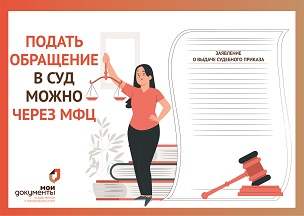 ПОДАТЬ
ОБРАЩЕНИЕ
В СУД
МОЖНО
ЧЕРЕЗ МФЦ
ЗАЯВЛЕНИЕ
О ВЫДАЧЕ СУДЕБНОГО ПРИКАЗА
мои
документы